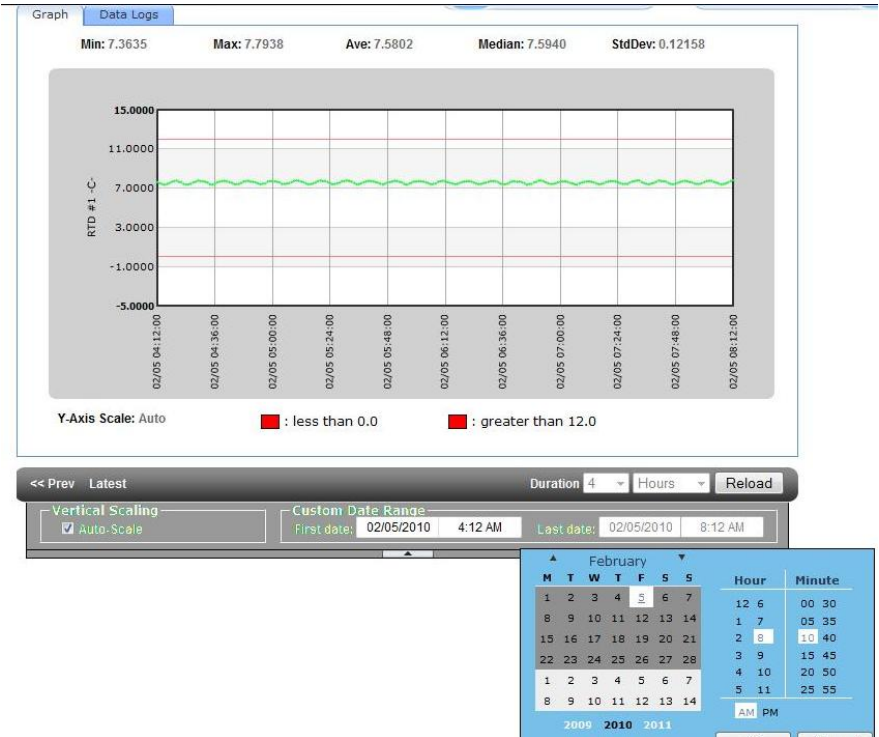 Graph Data Logs
Min: 7.3635 Max: 7.7938 Ave: 7.5802 Median: 7.5940 StdDev: 0.12158
15.0000
11.0000
7.0000
3.0000
-1.0000
-5.0000
RTD #1 -C-
02/05 04:12:00
02/05 04:36:00
02/05 05:00:00
02/05 05:24:00
02/05 05:48:00
02/05 06:12:00
02/05 06:36:00
02/05 07:00:00
02/05 07:24:00
02/05 07:48:00
02/05 08:12:00
Y-Axis Scale: Auto : less than 0.0 : greater than 12.0
<< Prev Latest Duration 4 Hours Reload
Vertical Scaling Custom Date Range
Auto-Scale First date: 02/05/2010 4:12 AM Last date: 02/05/2010 8:12 AM
February
M T W T F S S
1 2 3 4 5 6 7
8 9 10 11 12 13 14
15 16 17 18 19 20 21
22 23 24 25 26 27 28
1 2 3 4 5 6 7
8 9 10 11 12 13 14
2009 2010 2011
Hour Minute
12 6 00 30
1 7 05 35
2 8 10 40
3 9 15 45
4 10 20 50
5 11 25 55
AM PM